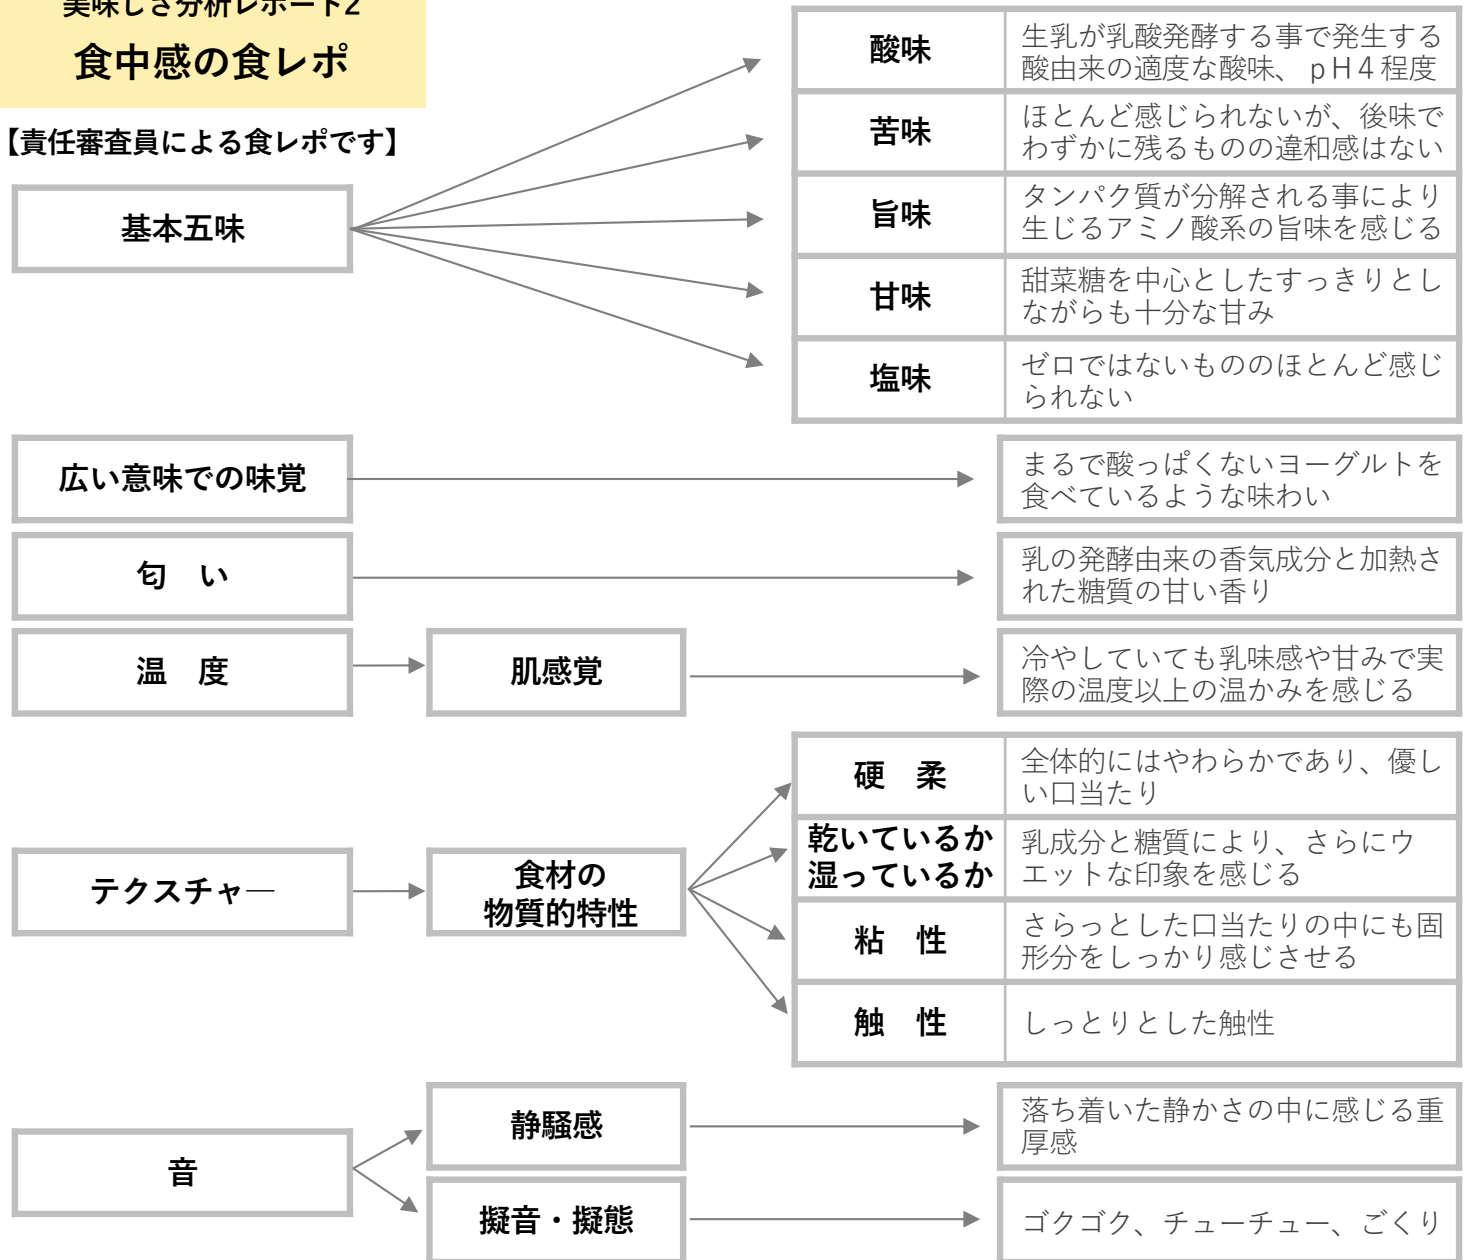 美味しさ分析レポート2
食中感の食レポ
【責任審査員による食レポです】
基本五味
酸味
生乳が乳酸発酵する事で発生する
酸由来の適度な酸味、ｐＨ４程度
苦味
ほとんど感じられないが、後味で
わずかに残るものの違和感はない
旨味
タンパク質が分解される事により
生じるアミノ酸系の旨味を感じる
甘味
甜菜糖を中心としたすっきりとし
ながらも十分な甘み
塩味
ゼロではないもののほとんど感じ
られない
広い意味での味覚
まるで酸っぱくないヨーグルトを
食べているような味わい
匂　い
乳の発酵由来の香気成分と加熱さ
れた糖質の甘い香り
温　度
肌感覚
冷やしていても乳味感や甘みで実
際の温度以上の温かみを感じる
テクスチャ―
食材の
物質的特性
硬　柔
全体的にはやわらかであり、優し
い口当たり
乾いているか
湿っているか
乳成分と糖質により、さらにウ
エットな印象を感じる
粘　性
さらっとした口当たりの中にも固
形分をしっかり感じさせる
触　性
しっとりとした触性
音
静騒感
落ち着いた静かさの中に感じる重
厚感
擬音・擬態
ゴクゴク、チューチュー、ごくり